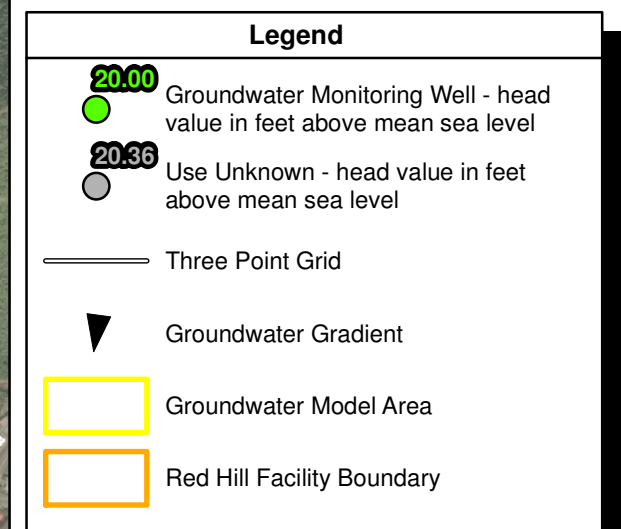 Legend
20.00
Groundwater Monitoring Well - head
value in feet above mean sea level
20.36
Use Unknown - head value in feet
above mean sea level
Three Point Grid
Groundwater Gradient
Groundwater Model Area
Red Hill Facility Boundary